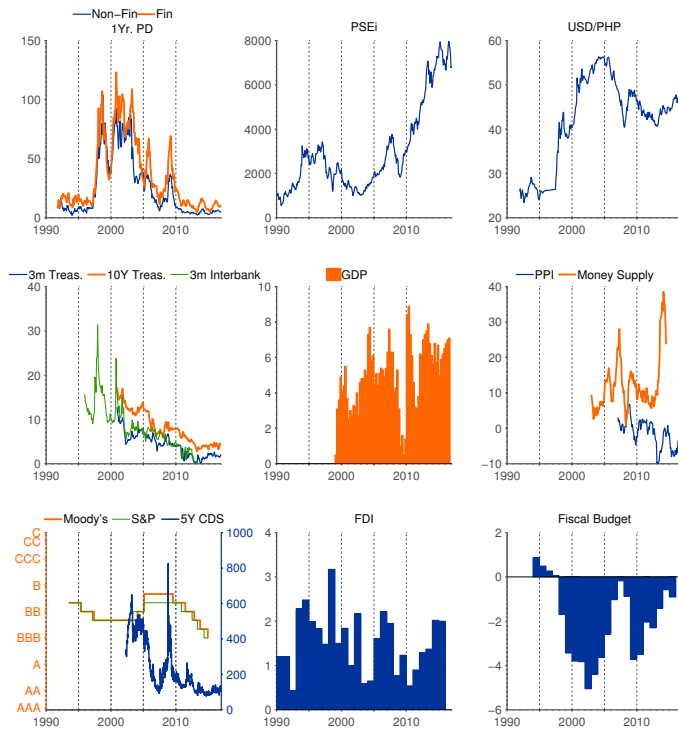 Non−Fin Fin
1Yr. PD
150
100
50
0
1990 2000 2010
PSEi
8000
6000
4000
2000
0
1990 2000 2010
USD/PHP
60
50
40
30
20
1990 2000 2010
3m Treas. 10Y Treas. 3m Interbank
40
30
20
10
0
1990 2000 2010
GDP
10
8
6
4
2
0
1990 2000 2010
PPI Money Supply
40
30
20
10
0
−10
1990 2000 2010
Moody's S&P 5Y CDS
C
CC
CCC
B
BB
BBB
A
AA
AAA
1000
800
600
400
200
0
1990 2000 2010
FDI
4
3
2
1
0
1990 2000 2010
Fiscal Budget
2
0
−2
−4
−6
1990 2000 2010